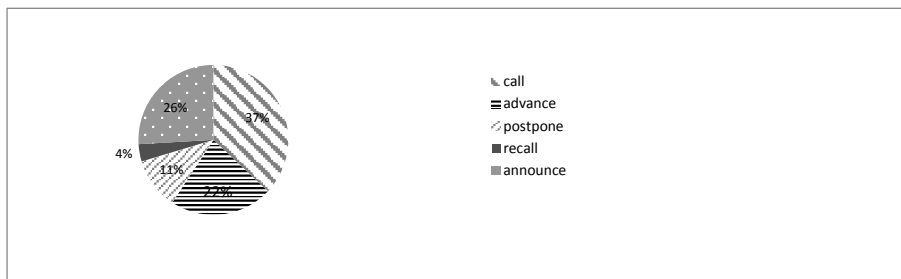 call
26%
37%
advance
postpone
4%
11%
recall
announce
22%